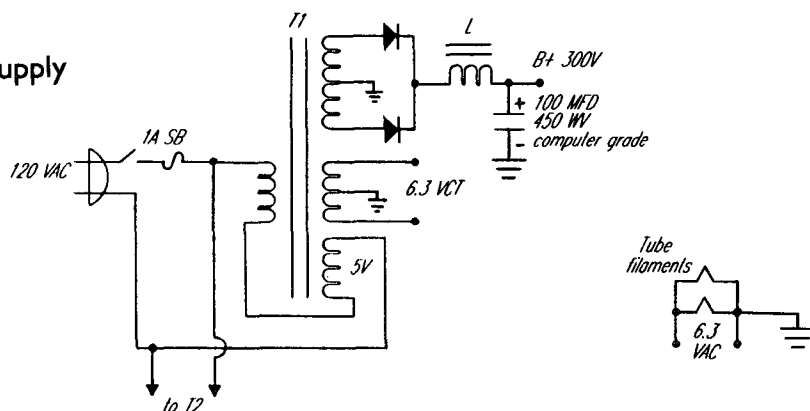 upply
T1
L
B+ 300V
+ 100 MFD
450 WV
- computer grade
1A SB
120 VAC
6.3 VCT
5V
to T2
Tube
filaments
6.3
VAC